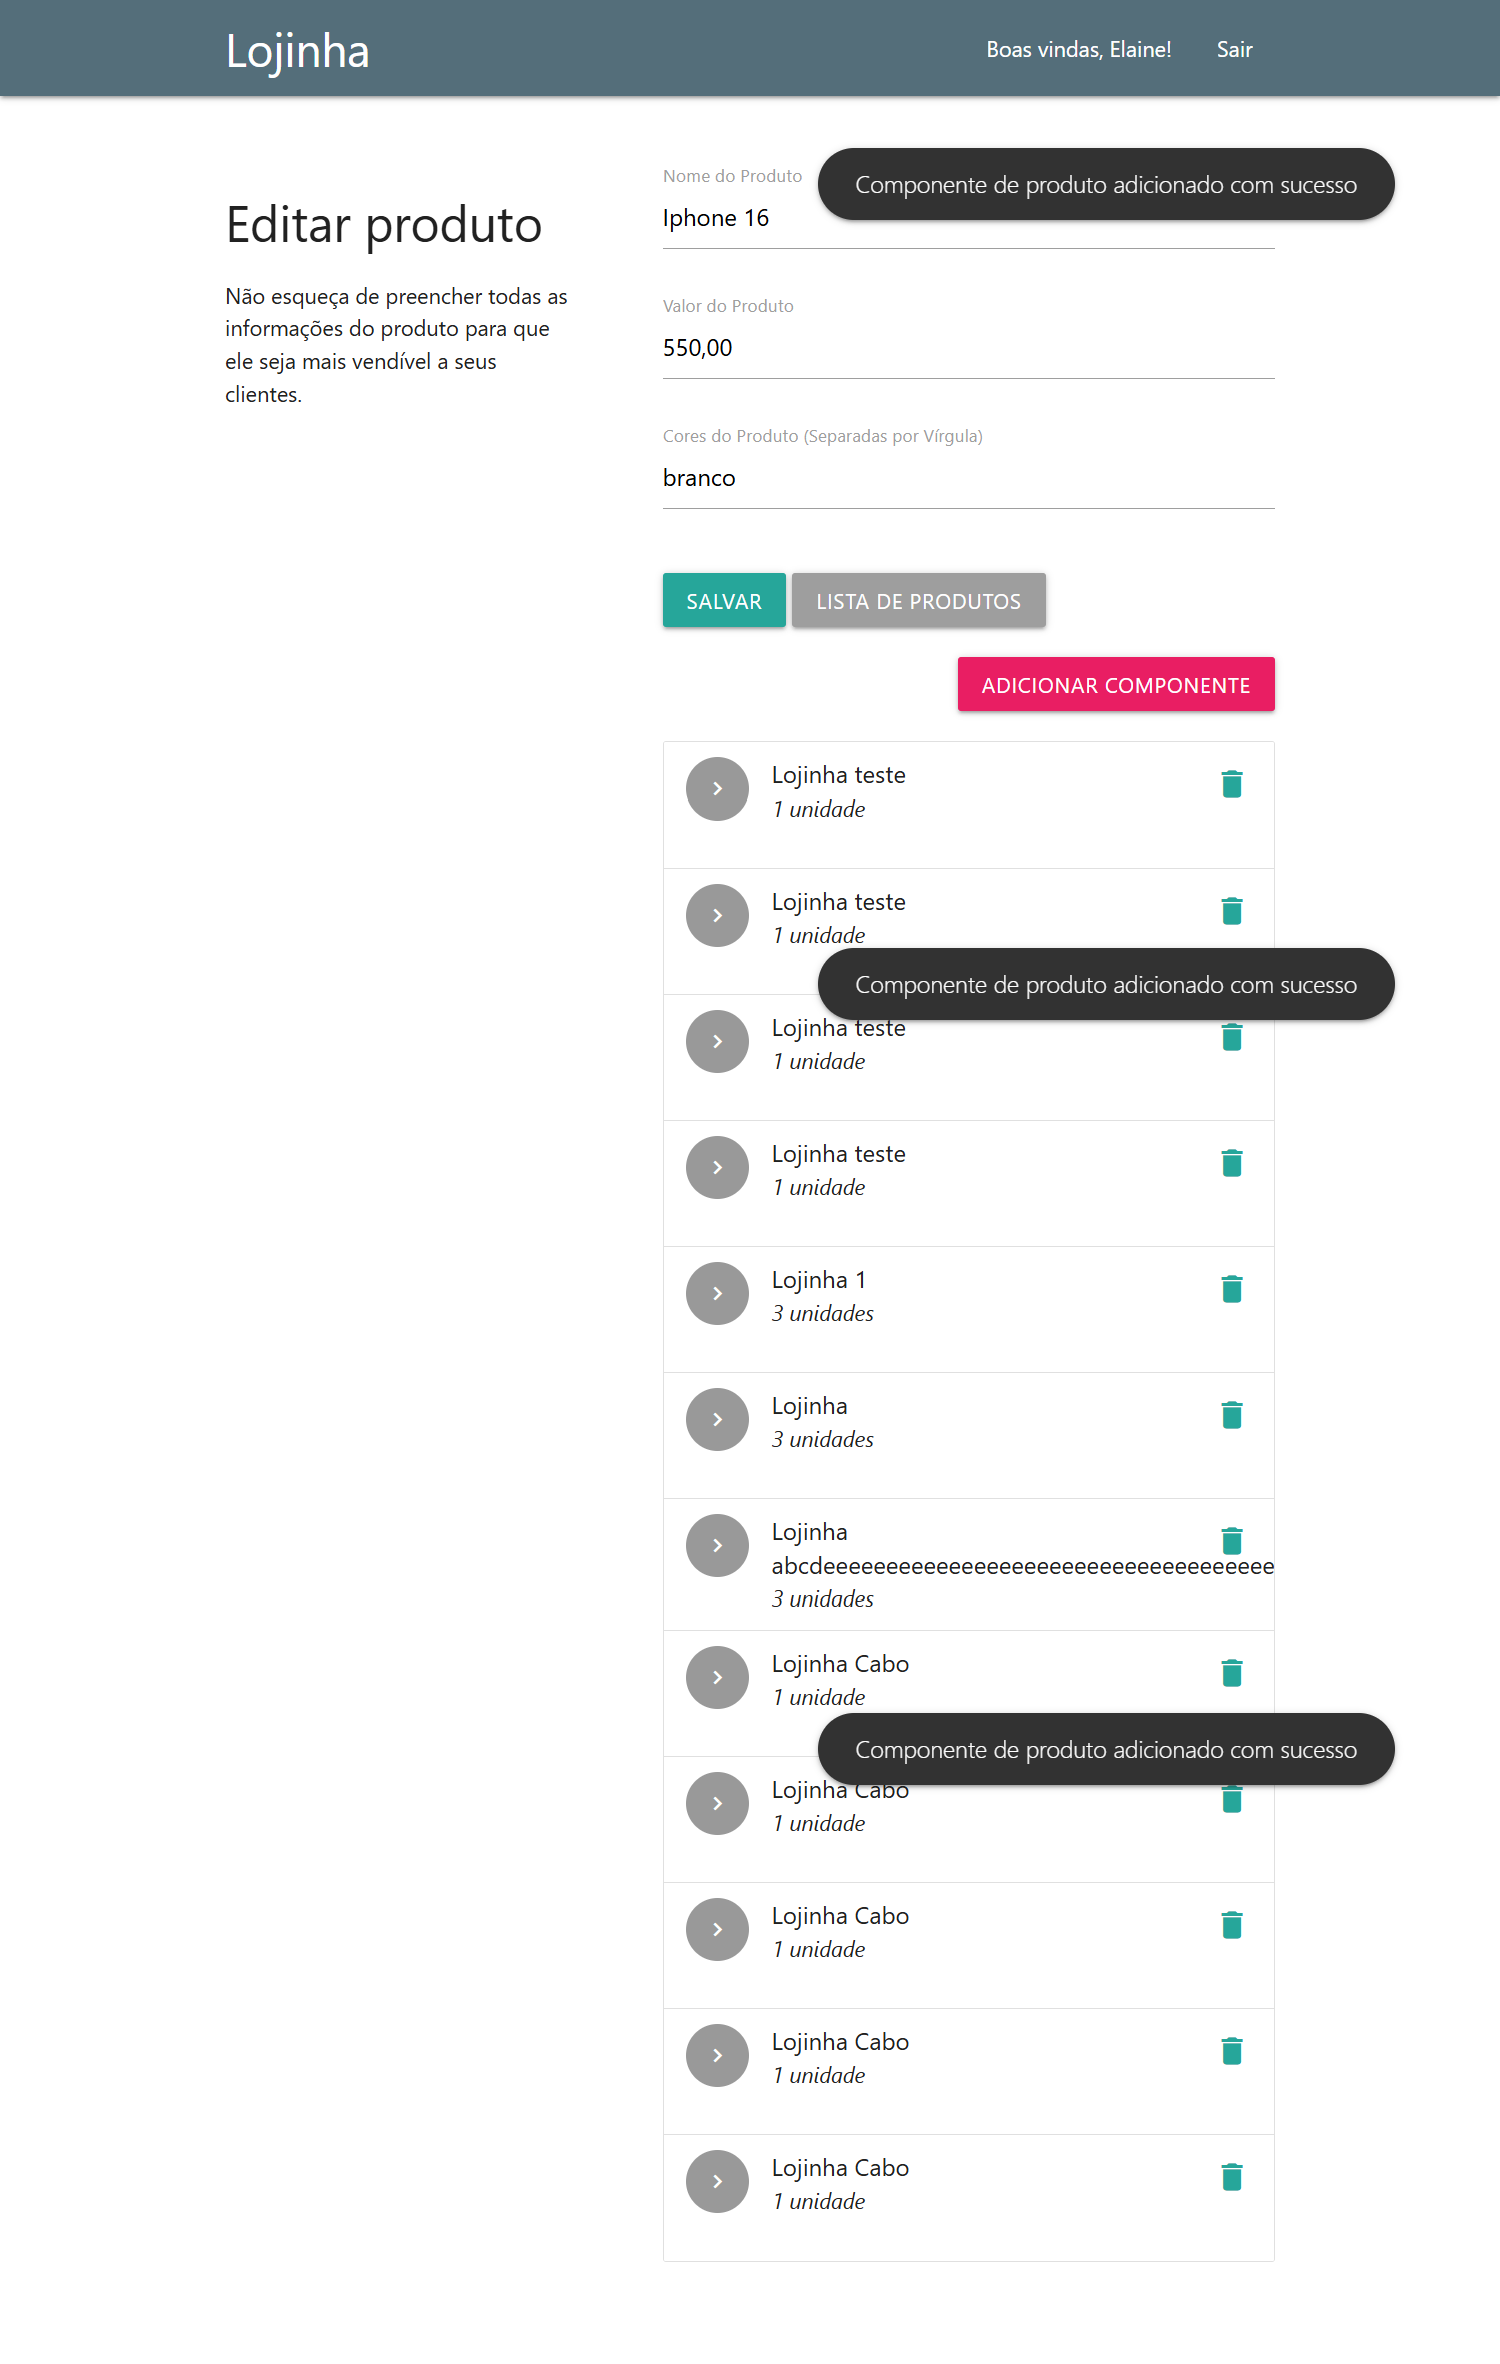 Lojinha
Boas vindas, Elaine!
Sair
Editar produto
Não esqueça de preencher todas as
informações do produto para que
ele seja mais vendível a seus
clientes.
Nome do Produto
Componente de produto adicionado com sucesso
Iphone 16
Valor do Produto
550,00
Cores do Produto (Separadas por Vírgula)
branco
SALVAR
LISTA DE PRODUTOS
ADICIONAR COMPONENTE
Lojinha teste
1 unidade
Lojinha teste
1 unidade
Componente de produto adicionado com sucesso
Lojinha teste
1 unidade
Lojinha teste
1 unidade
Lojinha 1
3 unidades
Lojinha
3 unidades
Lojinha
abcdeeeeeeeeeeeeeeeeeeeeeeeeeeeeeeeeeeee
3 unidades
Lojinha Cabo
1 unidade
Componente de produto adicionado com sucesso
Lojinha Cabo
1 unidade
Lojinha Cabo
1 unidade
Lojinha Cabo
1 unidade
Lojinha Cabo
1 unidade